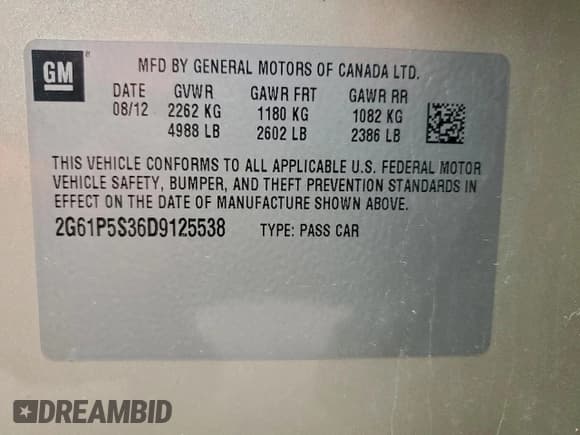 GM®
MFD BY GENERAL MOTORS OF CANADA LTD.
DATE GVWR GAWR FRT GAWR RR
08/12 2262 KG 1180 KG 1082 KG
4988 LB 2602 LB 2386 LB
THIS VEHICLE CONFORMS TO ALL APPLICABLE U.S. FEDERAL MOTOR
VEHICLE SAFETY, BUMPER, AND THEFT PREVENTION STANDARDS IN
EFFECT ON THE DATE OF MANUFACTURE SHOWN ABOVE.
2G61P5S36D9125538 TYPE: PASS CAR
DREAMBID